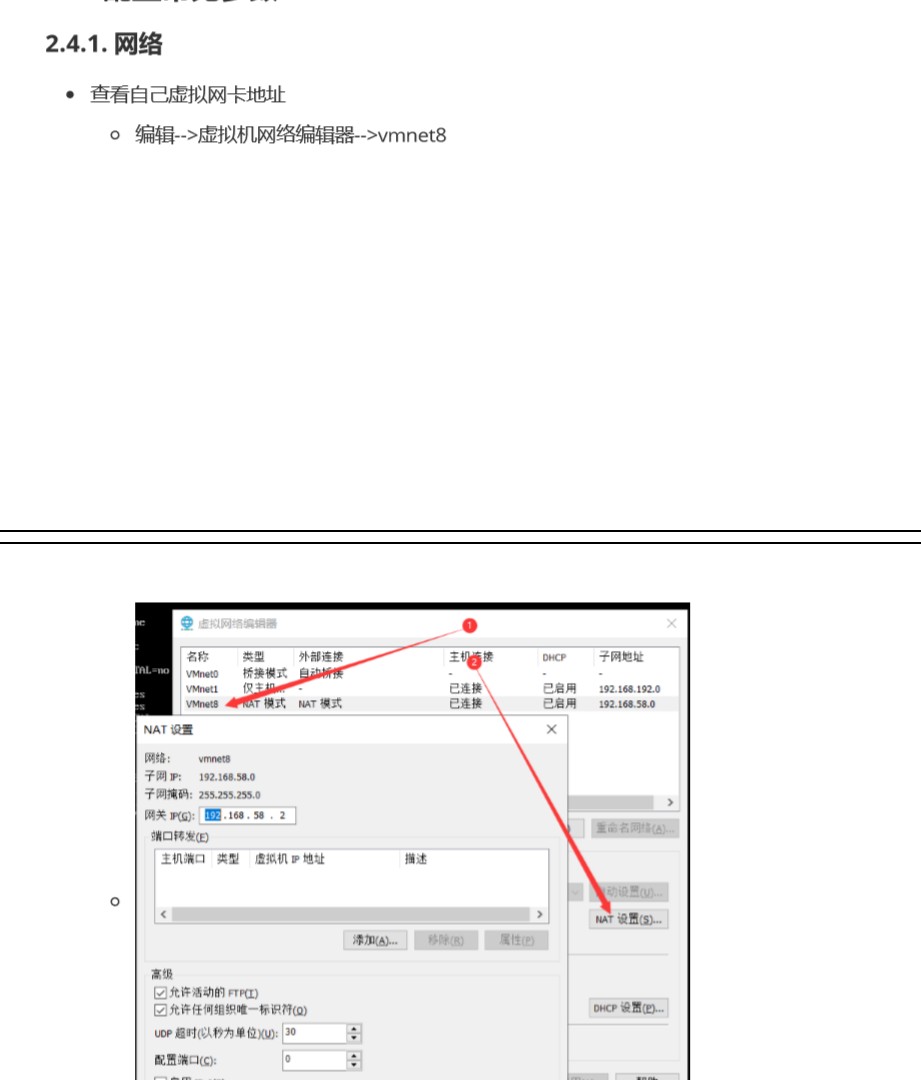 2.4.1. 网络
查看自己虚拟网卡地址
编辑-->虚拟机网络编辑器-->vmnet8
虚拟网络编辑器
1
名称 类型 外部连接 主机连接 DHCP 子网地址
2
VMnet0 桥接模式 自动桥接 - - -
VMnet1 仅主机... - 已连接 已启用 192.168.192.0
VMnet8 NAT 模式 NAT 模式 已连接 已启用 192.168.58.0
TAL=no
NAT 设置
网络: vmnet8
子网 IP: 192.168.58.0
子网掩码: 255.255.255.0
网关 IP(G): 192.168.58.2
重命名网络(A)...
端口转发(F)
主机端口 类型 虚拟机 IP 地址 描述
动设置(U)...
NAT 设置(S)...
添加(A)... 移除(R) 属性(P)
高级
允许活动的 FTP(T)
允许任何组织唯一标识符(O)
DHCP 设置(P)...
UDP 超时(以秒为单位)(U): 30
配置端口(C): 0